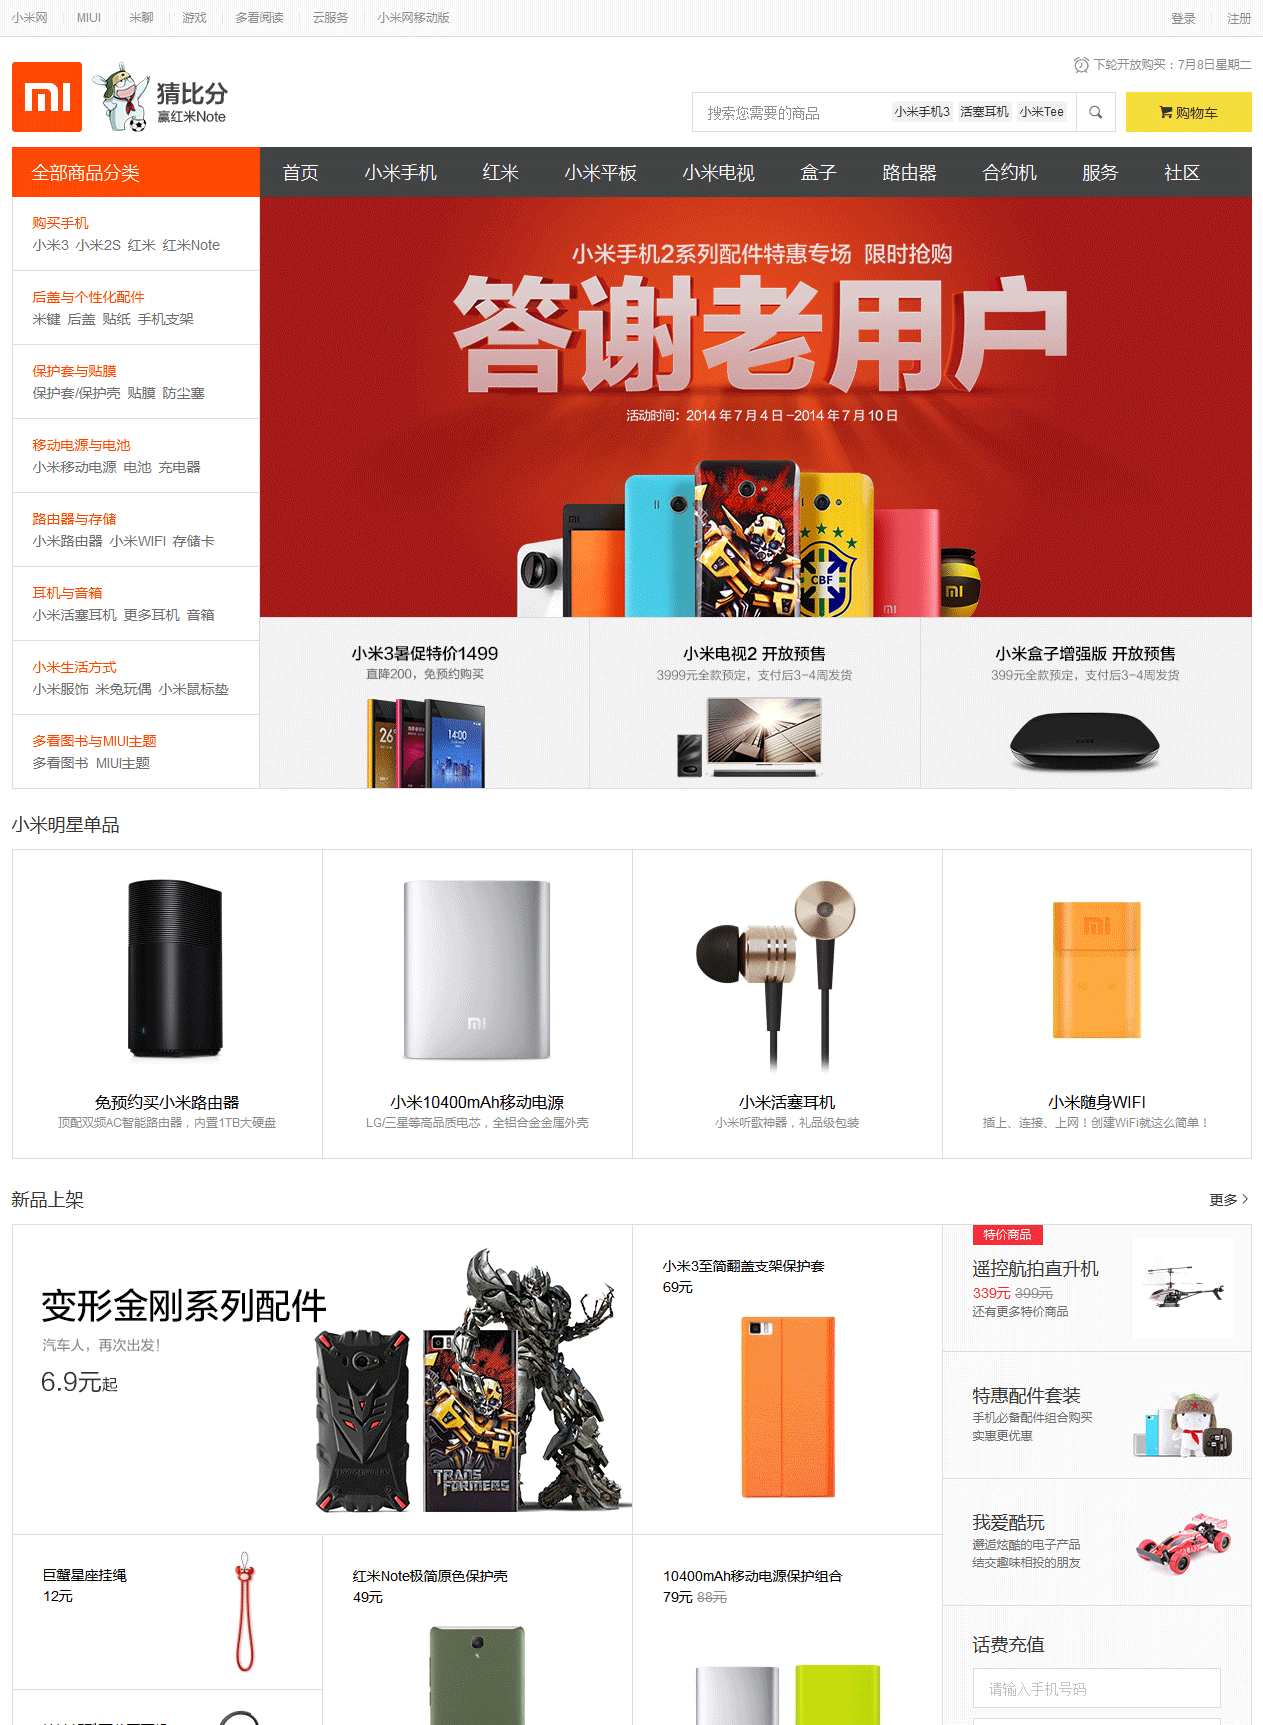 小米网 MIUI 米聊 游戏 多看阅读 云服务 小米网移动版 登录 注册
下轮开放购买：7月8日星期二
猜比分
赢红米Note
搜索您需要的商品 小米手机3 活塞耳机 小米Tee 购物车
全部商品分类 首页 小米手机 红米 小米平板 小米电视 盒子 路由器 合约机 服务 社区
购买手机
小米3 小米2S 红米 红米Note
后盖与个性化配件
米键 后盖 贴纸 手机支架
保护套与贴膜
保护套/保护壳 贴膜 防尘塞
移动电源与电池
小米移动电源 电池 充电器
路由器与存储
小米路由器 小米WIFI 存储卡
耳机与音箱
小米活塞耳机 更多耳机 音箱
小米生活方式
小米服饰 米兔玩偶 小米鼠标垫
多看图书与MIUI主题
多看图书 MIUI主题
小米手机2系列配件特惠专场 限时抢购
答谢老用户
活动时间：2014年7月4日-2014年7月10日
CBF
小米3暑促特价1499
直降200，免预约购买
小米电视2 开放预售
3999元全款预定，支付后3-4周发货
小米盒子增强版 开放预售
399元全款预定，支付后3-4周发货
小米明星单品
免预约买小米路由器
顶配双频AC智能路由器，内置1TB大硬盘
小米10400mAh移动电源
LG/三星等高品质电芯，全铝合金金属外壳
小米活塞耳机
小米听歌神器，礼品级包装
小米随身WIFI
插上、连接、上网！创建WiFi就这么简单！
新品上架 更多
变形金刚系列配件
汽车人，再次出发！
6.9元起
TRANSFORMERS
小米3至简翻盖支架保护套
69元
特价商品
遥控航拍直升机
339元 399元
还有更多特价商品
特惠配件套装
手机必备配件组合购买
实惠更优惠
我爱酷玩
邂逅炫酷的电子产品
结交趣味相投的朋友
巨蟹星座挂绳
12元
红米Note极简原色保护壳
49元
10400mAh移动电源保护组合
79元 88元
话费充值
请输入手机号码